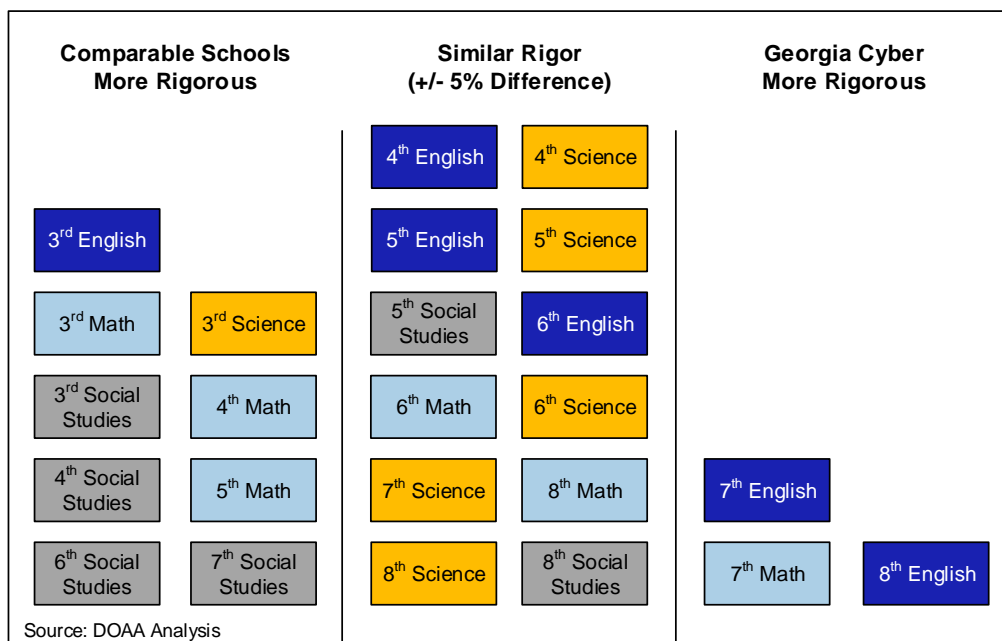 Comparable Schools
More Rigorous
3rd English
3rd Math
3rd Science
3rd Social
Studies
4th Math
4th Social
Studies
5th Math
6th Social
Studies
7th Social
Studies
Source: DOAA Analysis
Similar Rigor
(+/- 5% Difference)
4th English
4th Science
5th English
5th Science
5th Social
Studies
6th English
6th Math
6th Science
7th Science
8th Math
8th Science
8th Social
Studies
Georgia Cyber
More Rigorous
7th English
7th Math
8th English